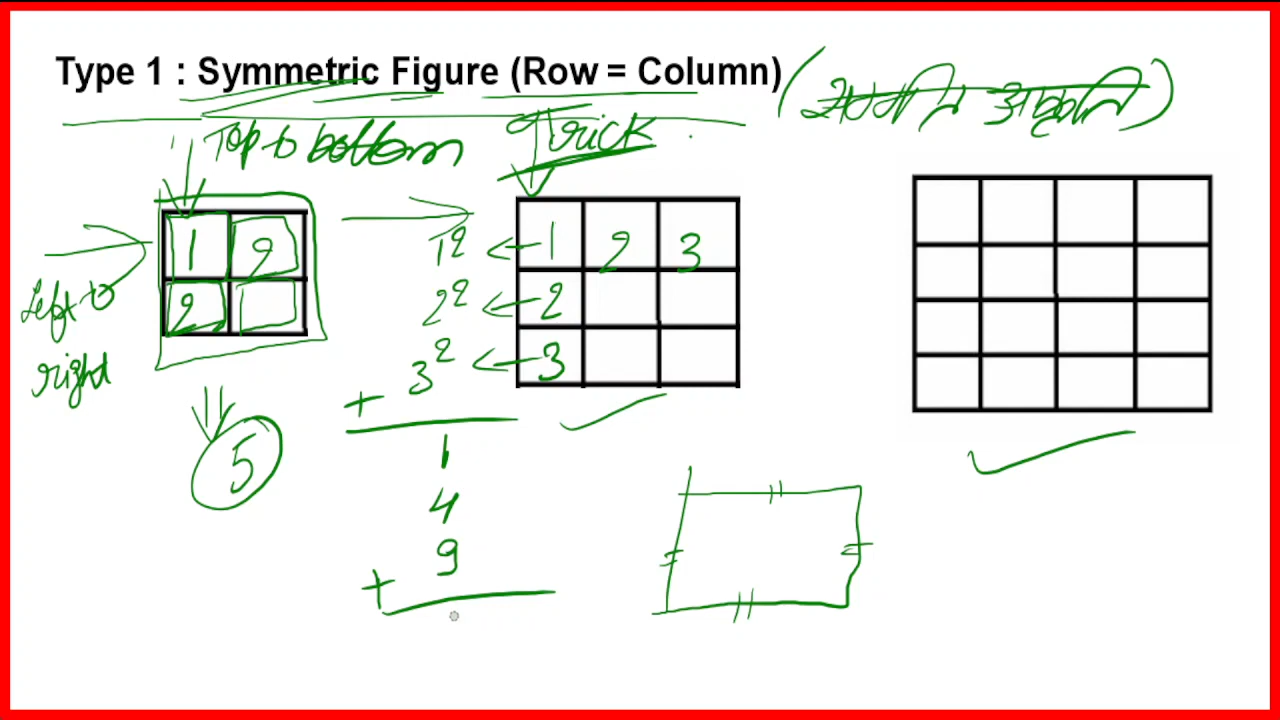 Type 1 : Symmetric Figure (Row = Column) ( सममित आकृति )
Top to bottom Trick
Left to right
1 2
2
5
1² ← 1 2 3
2² ← 2
3² ← 3
+
1
4
9
+